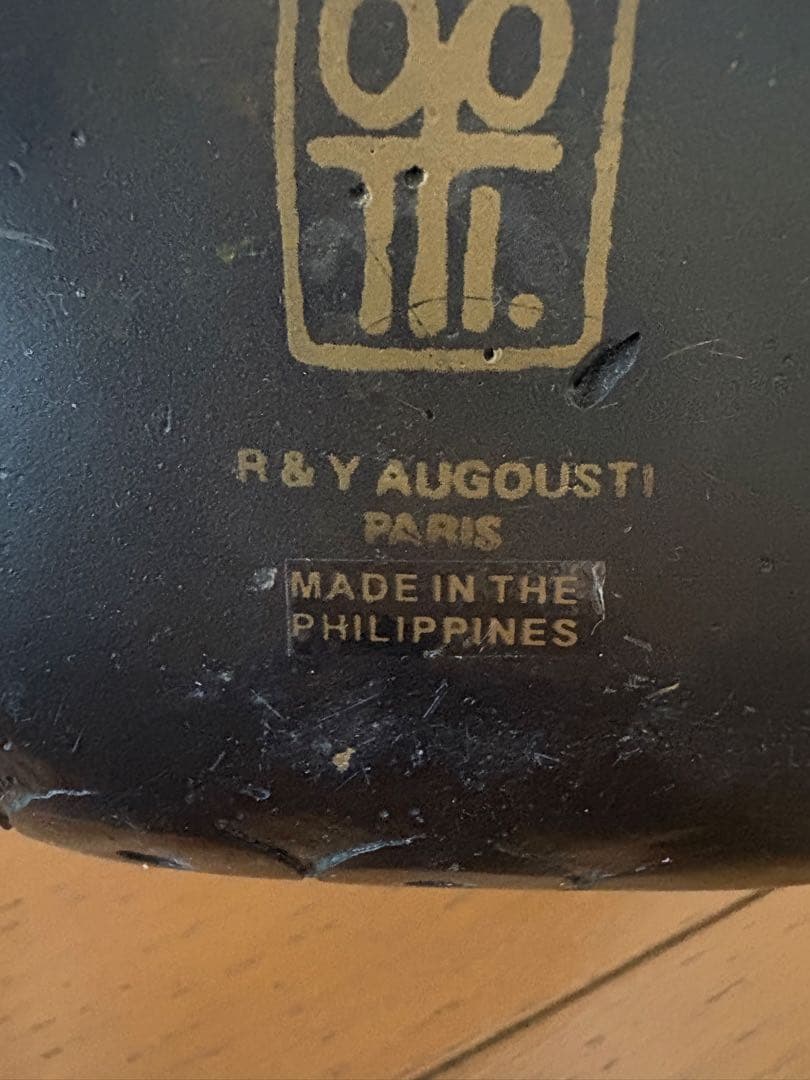 R & Y AUGOUSTI
PARIS
MADE IN THE
PHILIPPINES